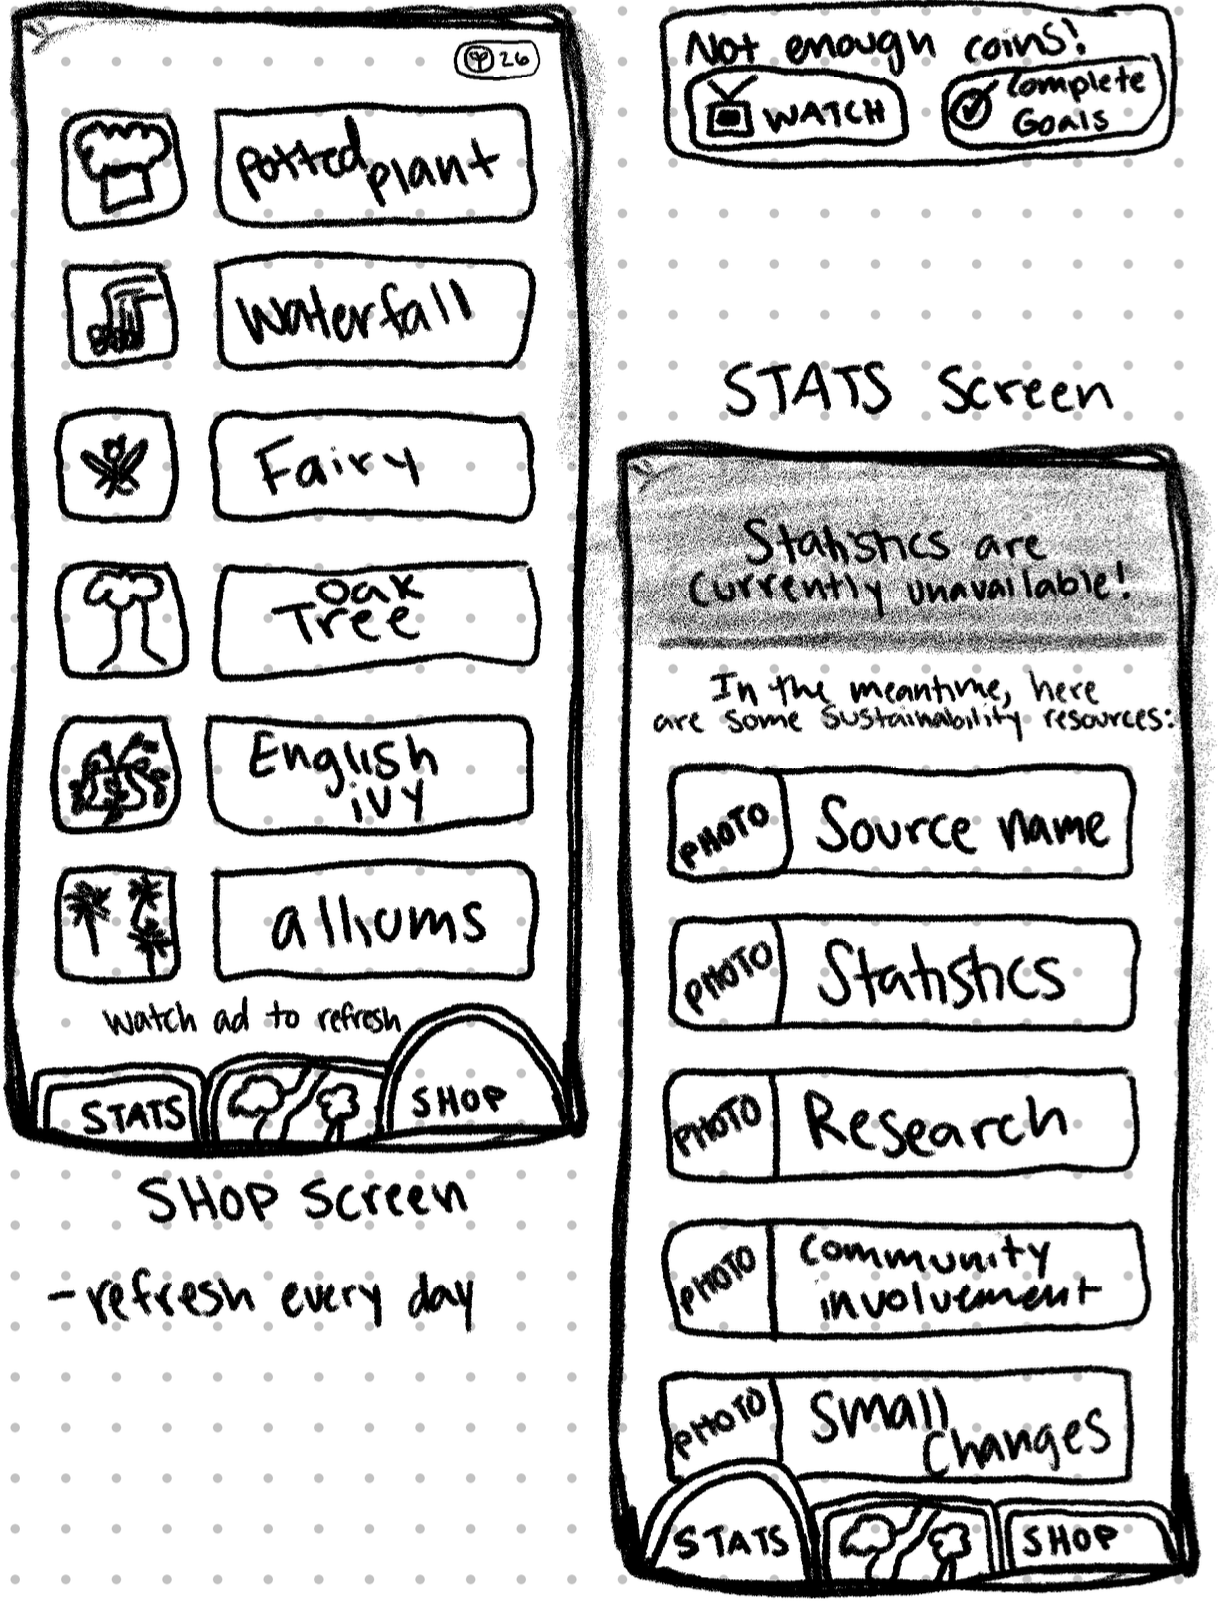 26
Potted
plant
Waterfall
Fairy
oak
Tree
English
ivy
alliums
Watch ad to refresh
STATS
SHOP
SHOP Screen
- refresh every day
Not enough coins!
WATCH
Complete
Goals
STATS Screen
Statistics are
currently unavailable!
In the meantime, here
are some sustainability resources:
PHOTO
Source name
PHOTO
Statistics
PHOTO
Research
PHOTO
Community
involvement
PHOTO
Small
Changes
STATS
SHOP